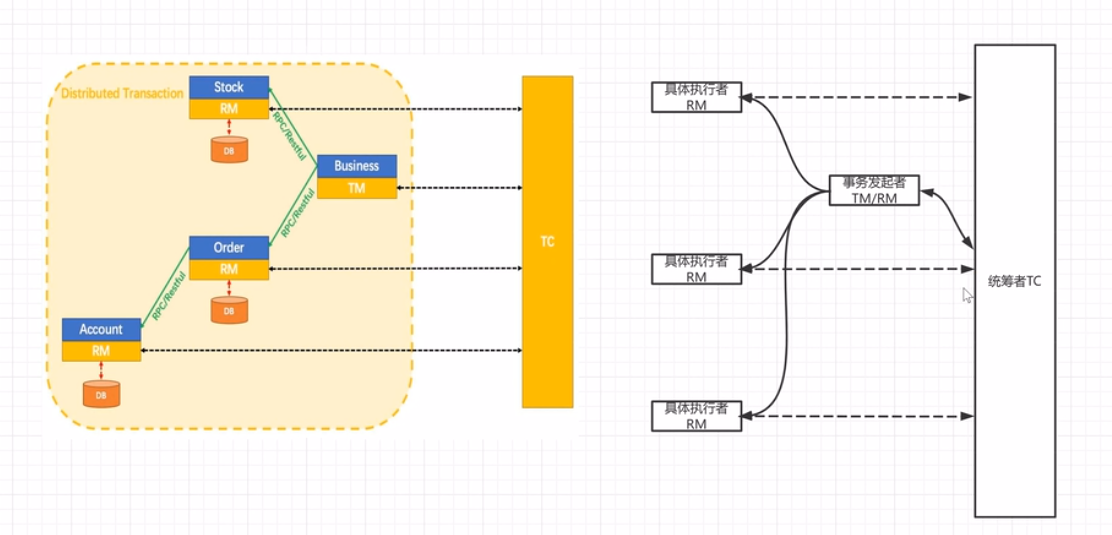 Distributed Transaction
Stock
RM
DB
RPC/Restful
Business
TM
RPC/Restful
Order
RM
DB
RPC/Restful
Account
RM
DB
TC
具体执行者
RM
事务发起者
TM/RM
具体执行者
RM
统筹者TC
具体执行者
RM